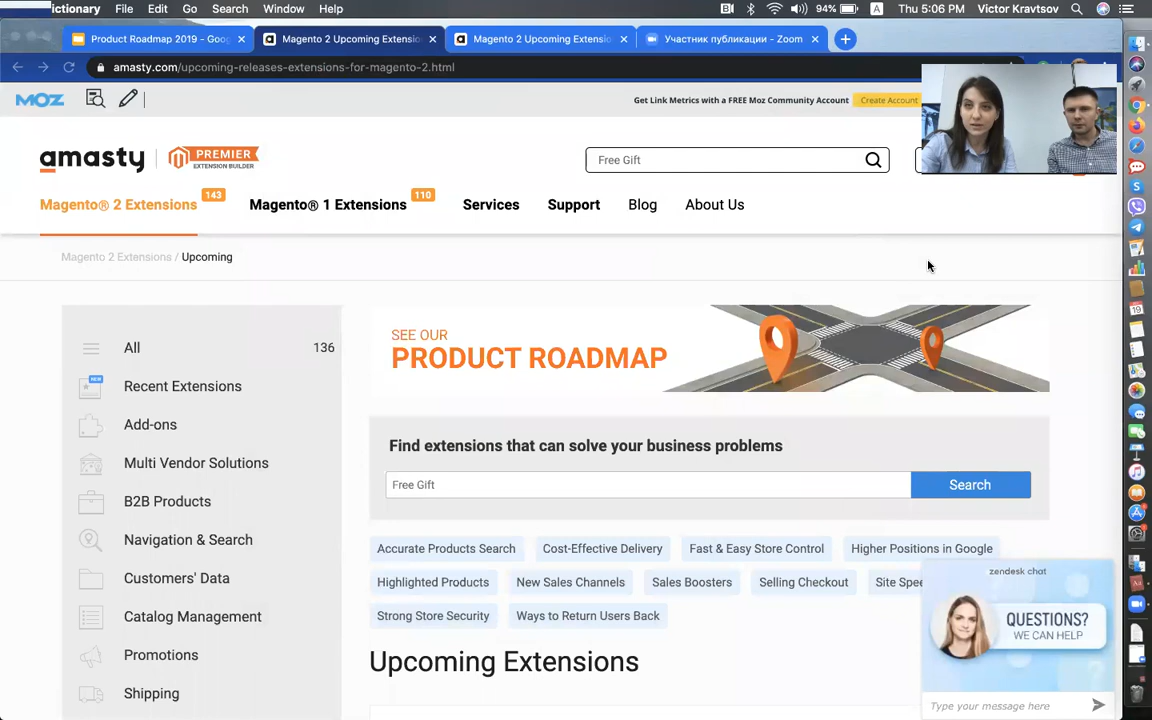 ictionary File Edit Go Search Window Help 94% A Thu 5:06 PM Victor Kravtsov
Product Roadmap 2019 - Goog Magento 2 Upcoming Extensio Magento 2 Upcoming Extensio Участник публикации - Zoom
amasty.com/upcoming-releases-extensions-for-magento-2.html
MOZ Get Link Metrics with a FREE Moz Community Account Create Account
amasty PREMIER
EXTENSION BUILDER
Free Gift
Magento® 2 Extensions 143 Magento® 1 Extensions 110 Services Support Blog About Us
Magento 2 Extensions / Upcoming
All 136
NEW
Recent Extensions
Add-ons
Multi Vendor Solutions
B2B Products
Navigation & Search
Customers' Data
Catalog Management
Promotions
Shipping
SEE OUR
PRODUCT ROADMAP
Find extensions that can solve your business problems
Free Gift Search
Accurate Products Search Cost-Effective Delivery Fast & Easy Store Control Higher Positions in Google
Highlighted Products New Sales Channels Sales Boosters Selling Checkout Site Spee
Strong Store Security Ways to Return Users Back
Upcoming Extensions
zendesk chat
QUESTIONS?
WE CAN HELP
Type your message here